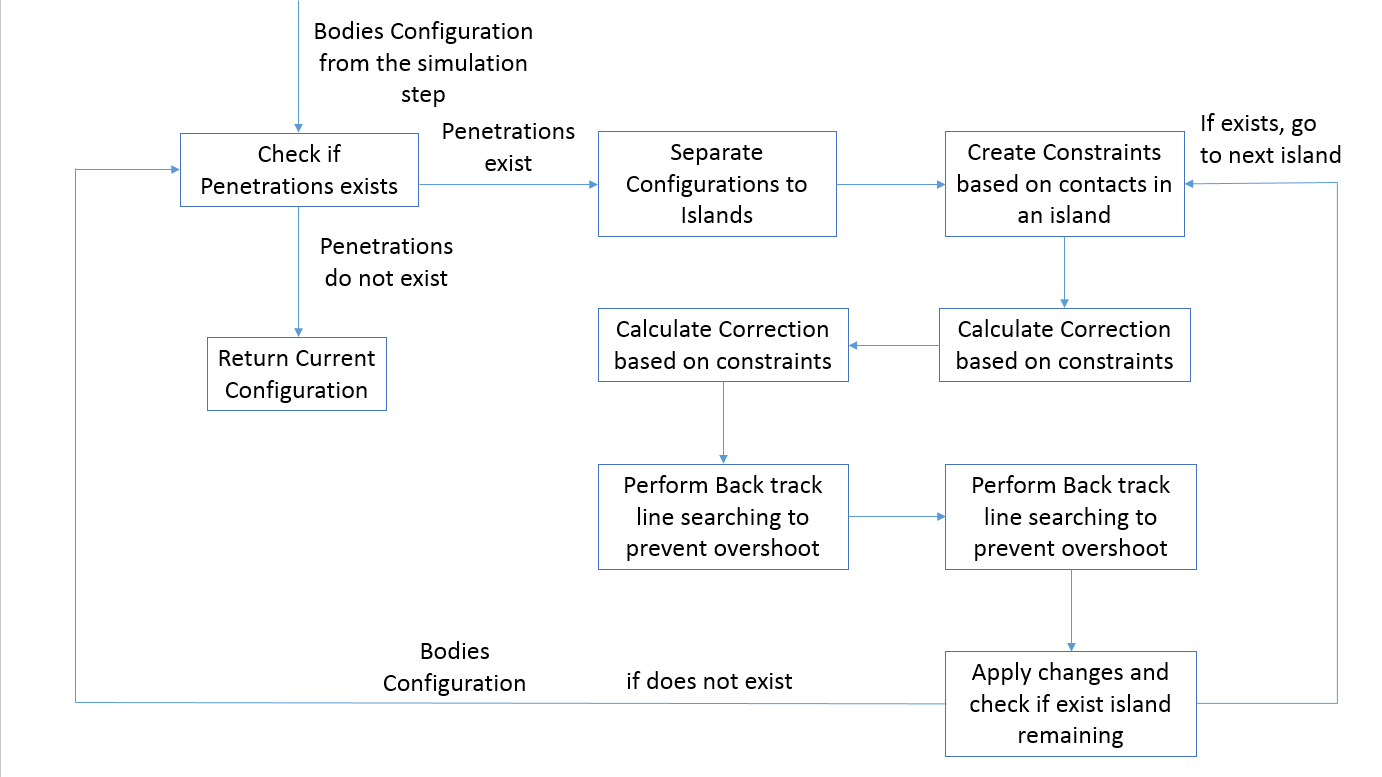 Bodies Configuration
from the simulation
step
Check if
Penetrations exists
Penetrations
exist
Separate
Configurations to
Islands
Create Constraints
based on contacts in
an island
If exists, go
to next island
Penetrations
do not exist
Return Current
Configuration
Calculate Correction
based on constraints
Calculate Correction
based on constraints
Perform Back track
line searching to
prevent overshoot
Perform Back track
line searching to
prevent overshoot
Bodies
Configuration
if does not exist
Apply changes and
check if exist island
remaining